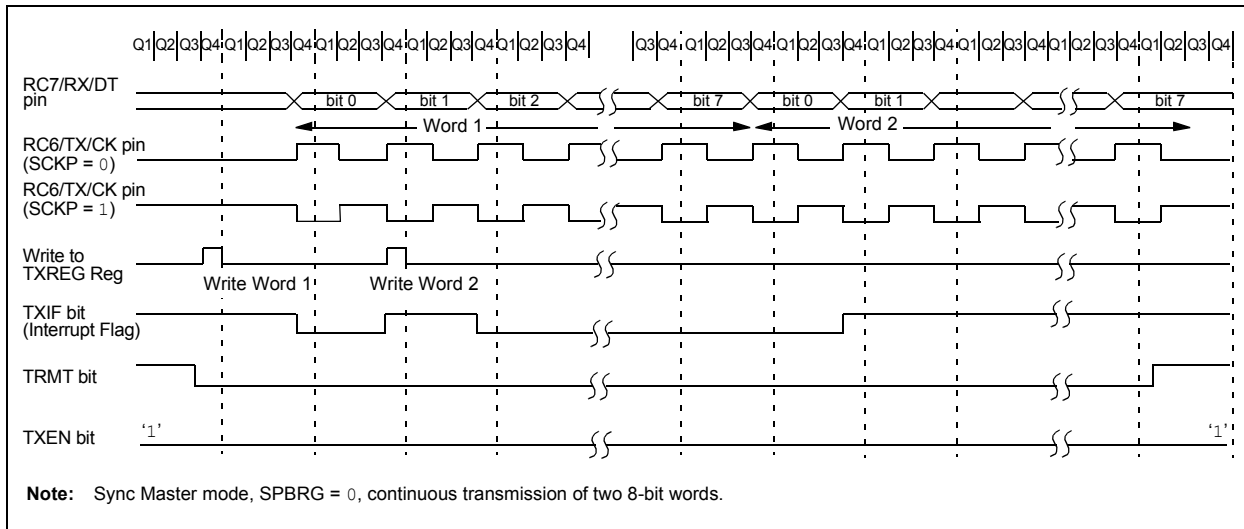 Q1 Q2 Q3 Q4 Q1 Q2 Q3 Q4 Q1 Q2 Q3 Q4 Q1 Q2 Q3 Q4 Q1 Q2 Q3 Q4 Q3 Q4 Q1 Q2 Q3 Q4 Q1 Q2 Q3 Q4 Q1 Q2 Q3 Q4 Q1 Q2 Q3 Q4 Q1 Q2 Q3 Q4 Q1 Q2 Q3 Q4
RC7/RX/DT
pin
bit 0 bit 1 bit 2 bit 7 bit 0 bit 1 bit 7
Word 1 Word 2
RC6/TX/CK pin
(SCKP = 0)
RC6/TX/CK pin
(SCKP = 1)
Write to
TXREG Reg
Write Word 1 Write Word 2
TXIF bit
(Interrupt Flag)
TRMT bit
TXEN bit
‘1’ ‘1’
Note: Sync Master mode, SPBRG = 0, continuous transmission of two 8-bit words.